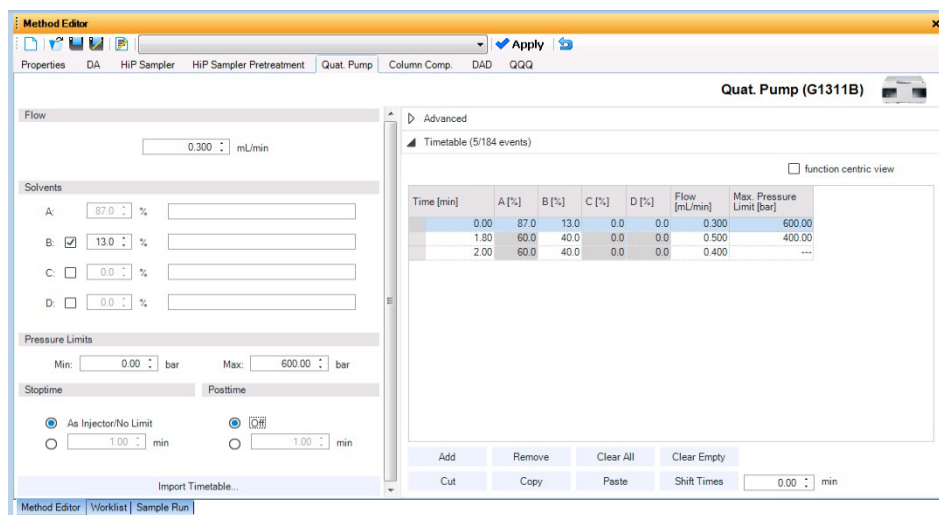 Method Editor
Apply
Properties DA HiP Sampler HiP Sampler Pretreatment Quat. Pump Column Comp. DAD QQQ
Quat. Pump (G1311B)
Flow
0.300 mL/min
Solvents
A: 87.0 %
B: 13.0 %
C: 0.0 %
D: 0.0 %
Pressure Limits
Min: 0.00 bar Max: 600.00 bar
Stoptime Posttime
As Injector/No Limit Off
1.00 min 1.00 min
Import Timetable...
Advanced
Timetable (5/184 events)
function centric view
Time [min] A [%] B [%] C [%] D [%] Flow [mL/min] Max. Pressure Limit [bar]
0.00 87.0 13.0 0.0 0.0 0.300 600.00
1.80 60.0 40.0 0.0 0.0 0.500 400.00
2.00 60.0 40.0 0.0 0.0 0.400 ---
Add Remove Clear All Clear Empty
Cut Copy Paste Shift Times 0.00 min
Method Editor Worklist Sample Run